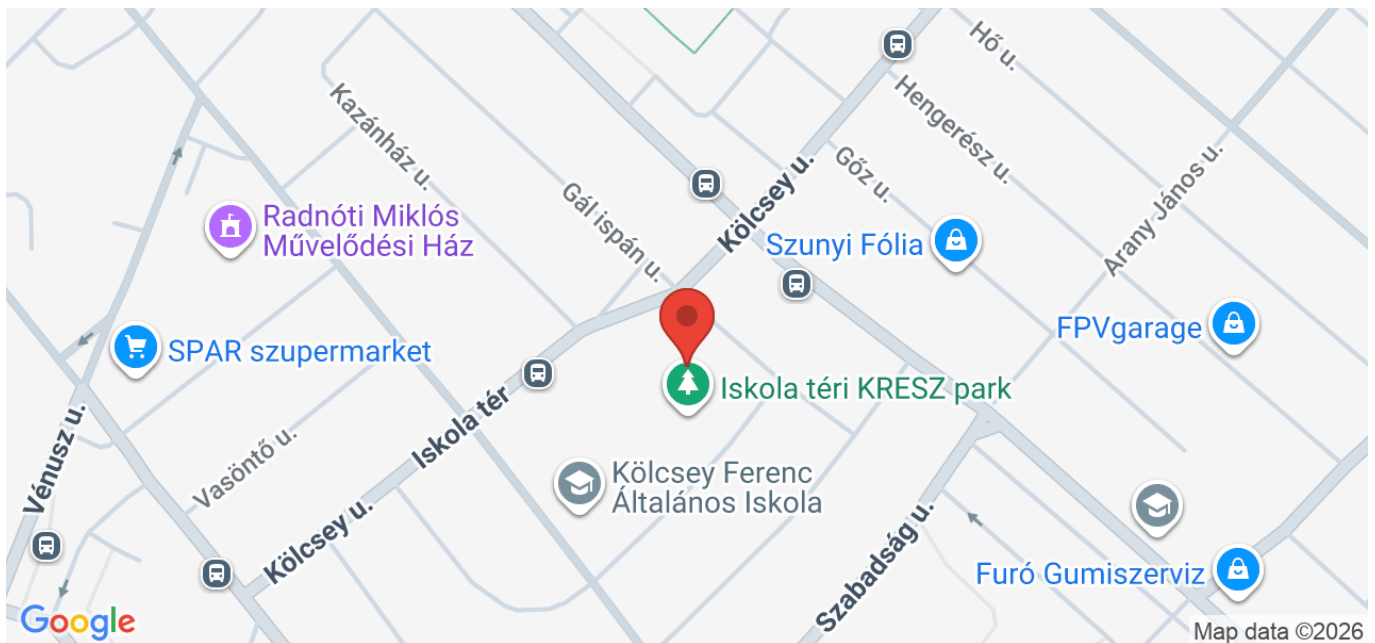 Hő u.
Hengerész u.
Kazánház u.
Gőz u.
Kölcsey u.
Arany János u.
Radnóti Miklós
Művelődési Ház
Gál ispán u.
Szunyi Fólia
FPVgarage
SPAR szupermarket
Iskola téri KRESZ park
Iskola tér
Vénusz u.
Vasöntő u.
Kölcsey Ferenc
Általános Iskola
Kölcsey u.
Szabadság u.
Furó Gumiszerviz
Google
Map data ©2026